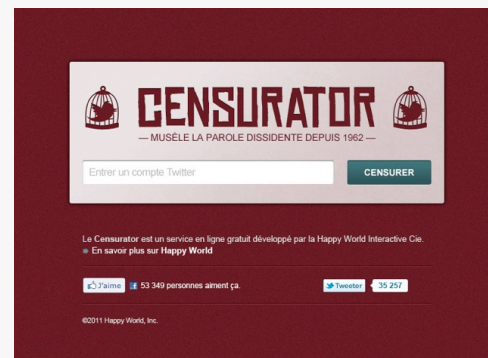 CENSURATOR
— MUSÈLE LA PAROLE DISSIDENTE DEPUIS 1962 —
Entrer un compte Twitter
CENSURER
Le Censurator est un service en ligne gratuit développé par la Happy World Interactive Cie.
En savoir plus sur Happy World
J'aime 53 349 personnes aiment ça. Tweeter 35 257
©2011 Happy World, Inc.